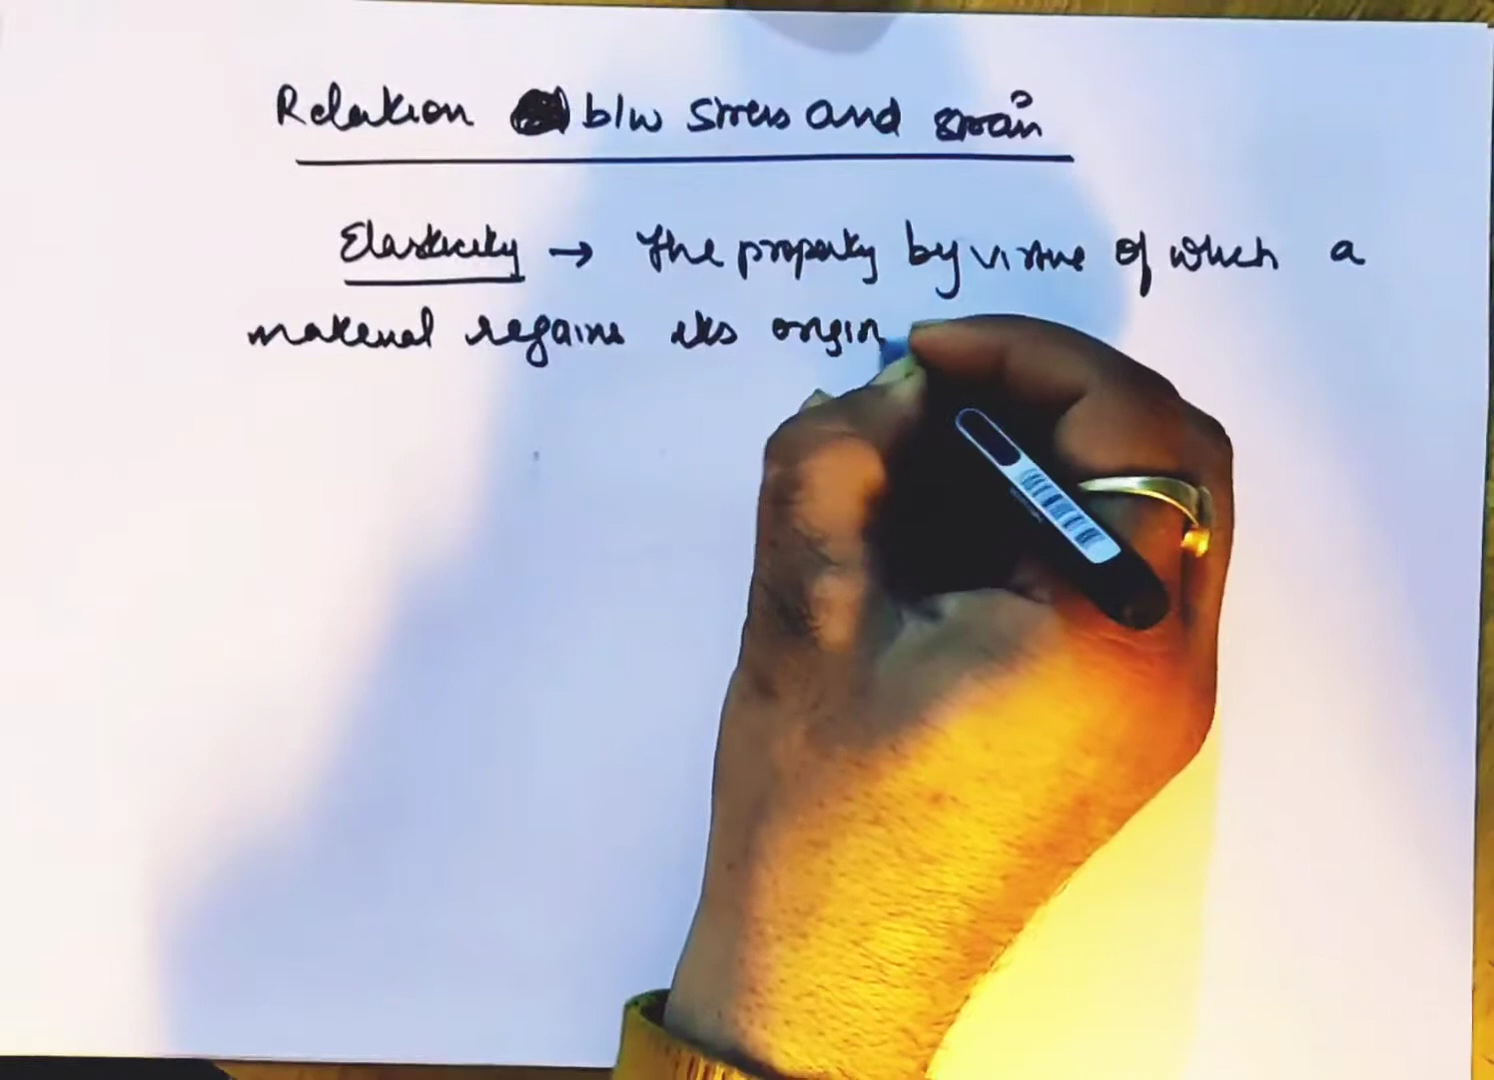 Relation b/w stress and strain
Elasticity → The property by virtue of which a
material regains its origin